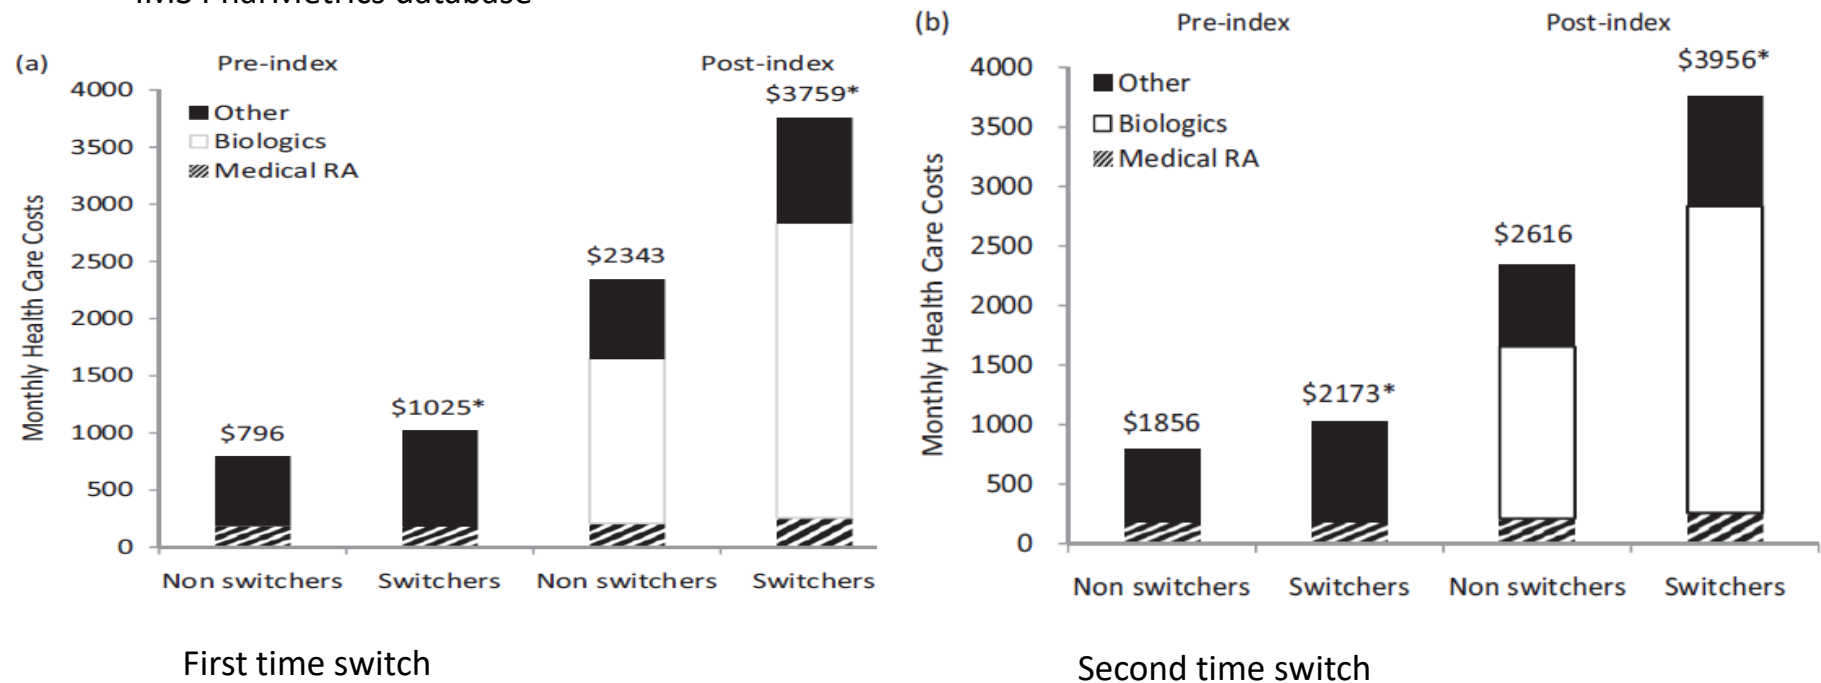 IMS PharMetrics database
(a)
Pre-index
Post-index
4000
3500
3000
2500
2000
1500
1000
500
0
Monthly Health Care Costs
Other
Biologics
Medical RA
$796
$1025*
$2343
$3759*
Non switchers
Switchers
Non switchers
Switchers
First time switch
(b)
Pre-index
Post-index
4000
3500
3000
2500
2000
1500
1000
500
0
Monthly Health Care Costs
Other
Biologics
Medical RA
$1856
$2173*
$2616
$3956*
Non switchers
Switchers
Non switchers
Switchers
Second time switch